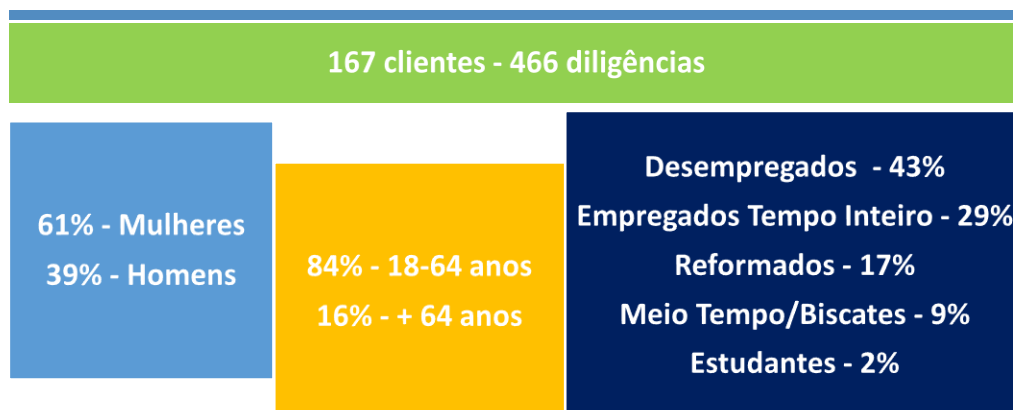 167 clientes - 466 diligências
61% - Mulheres
39% - Homens
84% - 18-64 anos
16% - + 64 anos
Desempregados - 43%
Empregados Tempo Inteiro - 29%
Reformados - 17%
Meio Tempo/Biscates - 9%
Estudantes - 2%